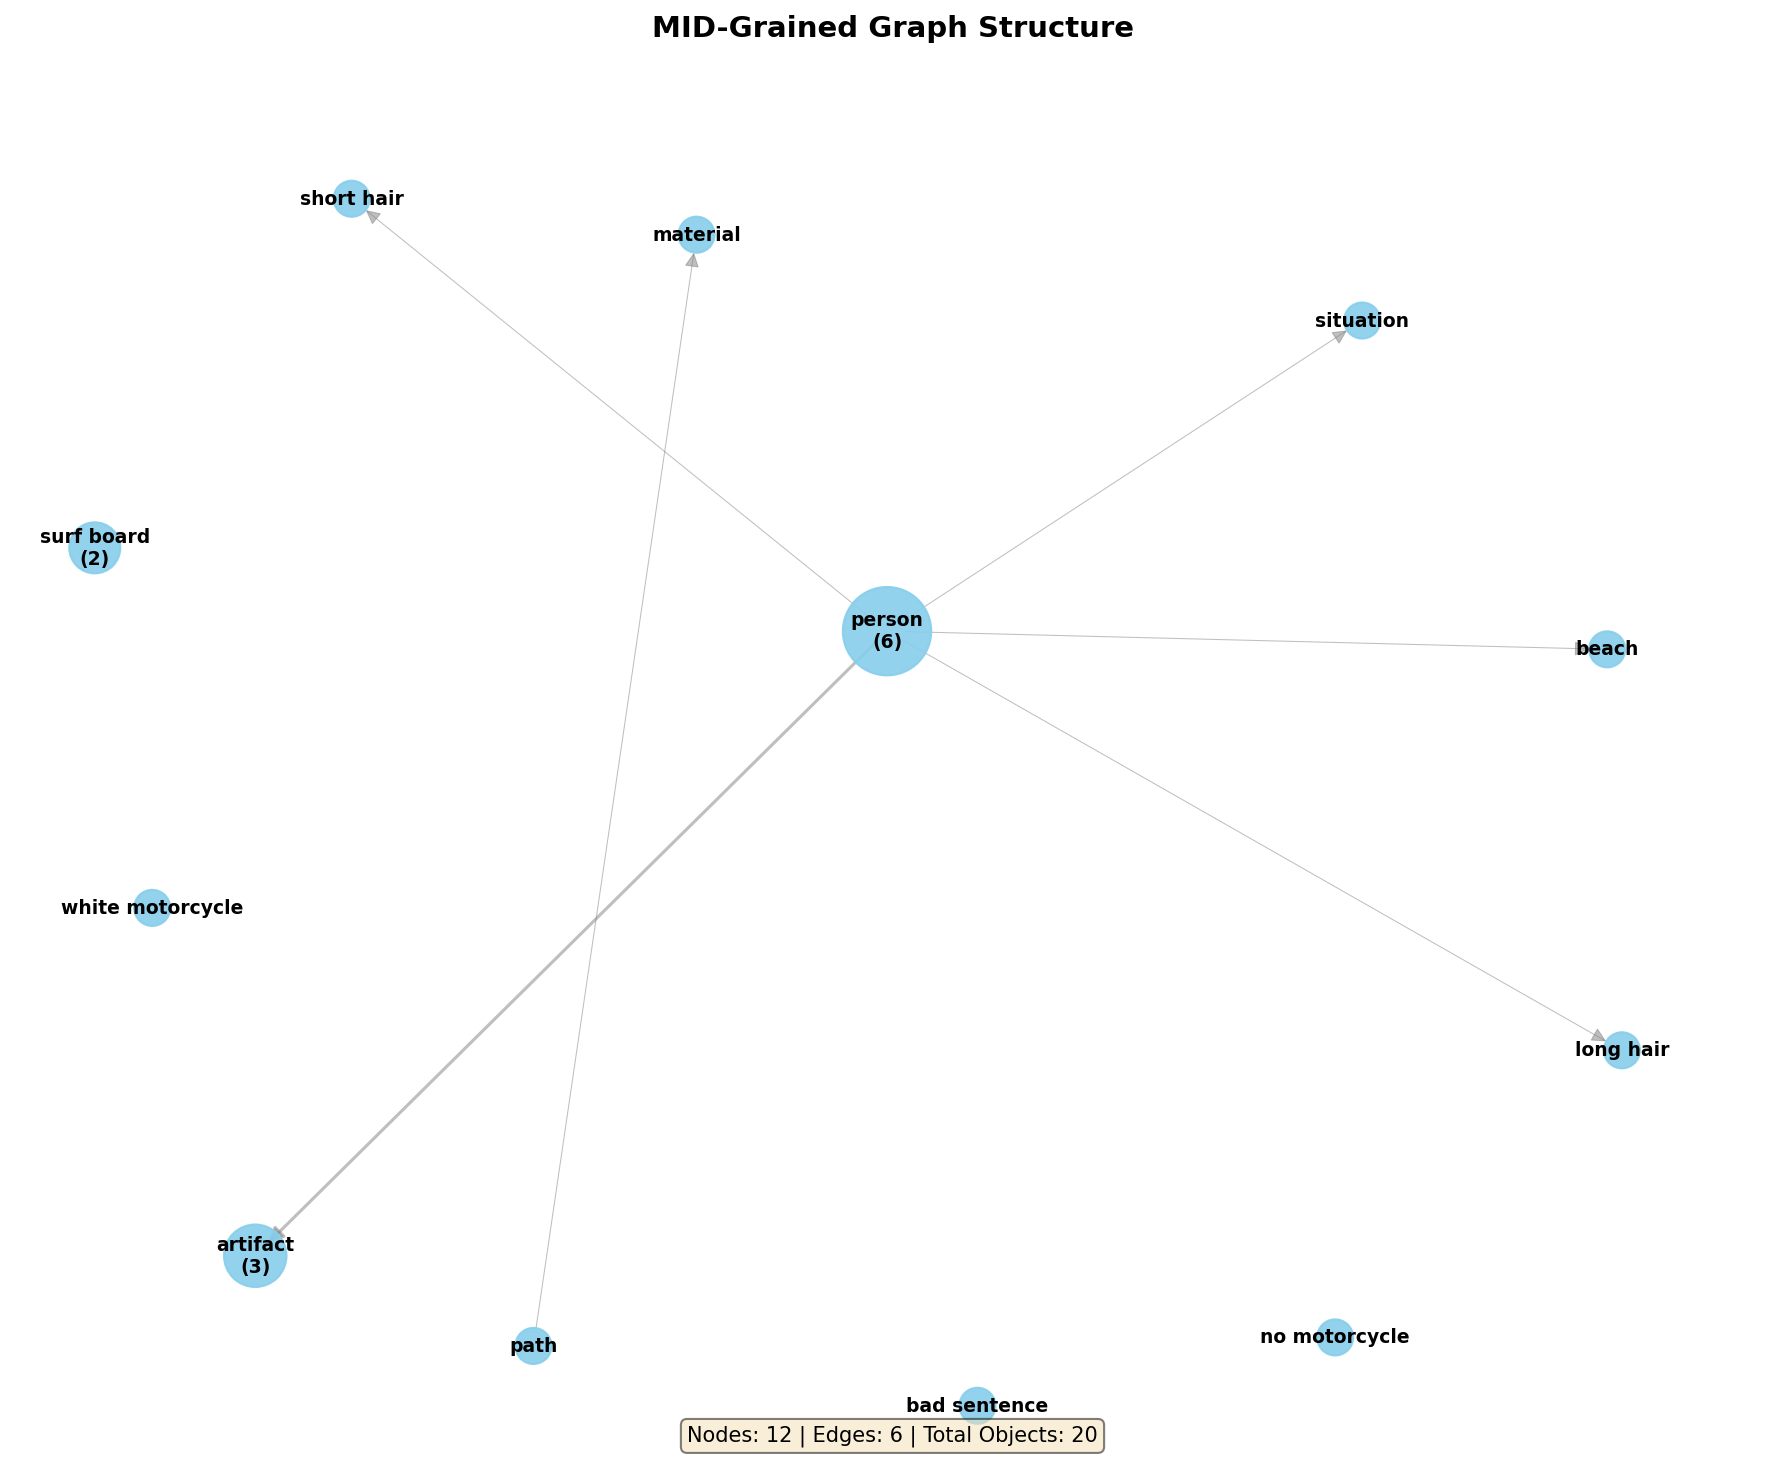 MID-Grained Graph Structure
short hair
material
situation
surf board
(2)
person
(6)
beach
white motorcycle
long hair
artifact
(3)
path
no motorcycle
bad sentence
Nodes: 12 | Edges: 6 | Total Objects: 20